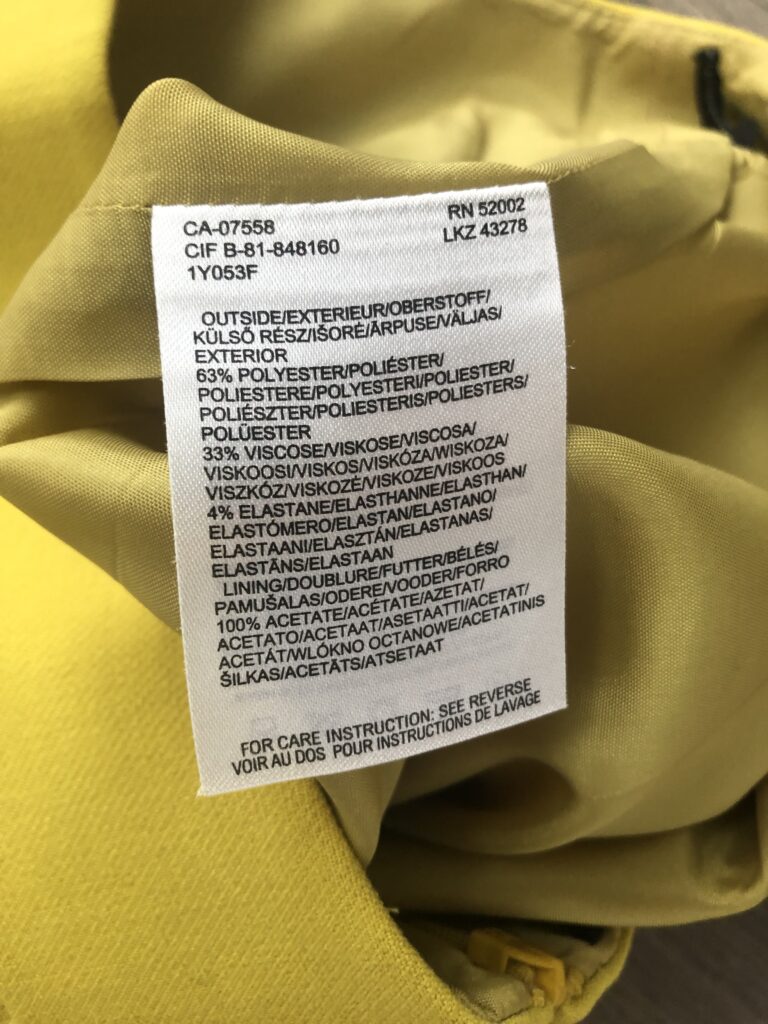 CA-07558 RN 52002
CIF B-81-848160 LKZ 43278
1Y053F
OUTSIDE/EXTERIEUR/OBERSTOFF/
KÜLSŐ RÉSZ/IŠORĖ/ĀRPUSE/VÄLJAS/
EXTERIOR
63% POLYESTER/POLIÉSTER/
POLIESTERE/POLYESTERI/POLIESTER/
POLIÉSZTER/POLIESTERIS/POLIESTERS/
POLÜESTER
33% VISCOSE/VISKOSE/VISCOSA/
VISKOOSI/VISKOS/VISKÓZA/WISKOZA/
VISZKÓZ/VISKOZĖ/VISKOZE/VISKOOS
4% ELASTANE/ELASTHANNE/ELASTHAN/
ELASTÓMERO/ELASTAN/ELASTANO/
ELASTAANI/ELASZTÁN/ELASTANAS/
ELASTĀNS/ELASTAAN
LINING/DOUBLURE/FUTTER/BÉLÉS/
PAMUŠALAS/ODERE/VOODER/FORRO
100% ACETATE/ACÉTATE/AZETAT/
ACETATO/ACETAAT/ASETAATTI/ACETAT/
ACETÁT/WLÓKNO OCTANOWE/ACETATINIS
ŠILKAS/ACETĀTS/ATSETAAT
FOR CARE INSTRUCTION: SEE REVERSE
VOIR AU DOS POUR INSTRUCTIONS DE LAVAGE